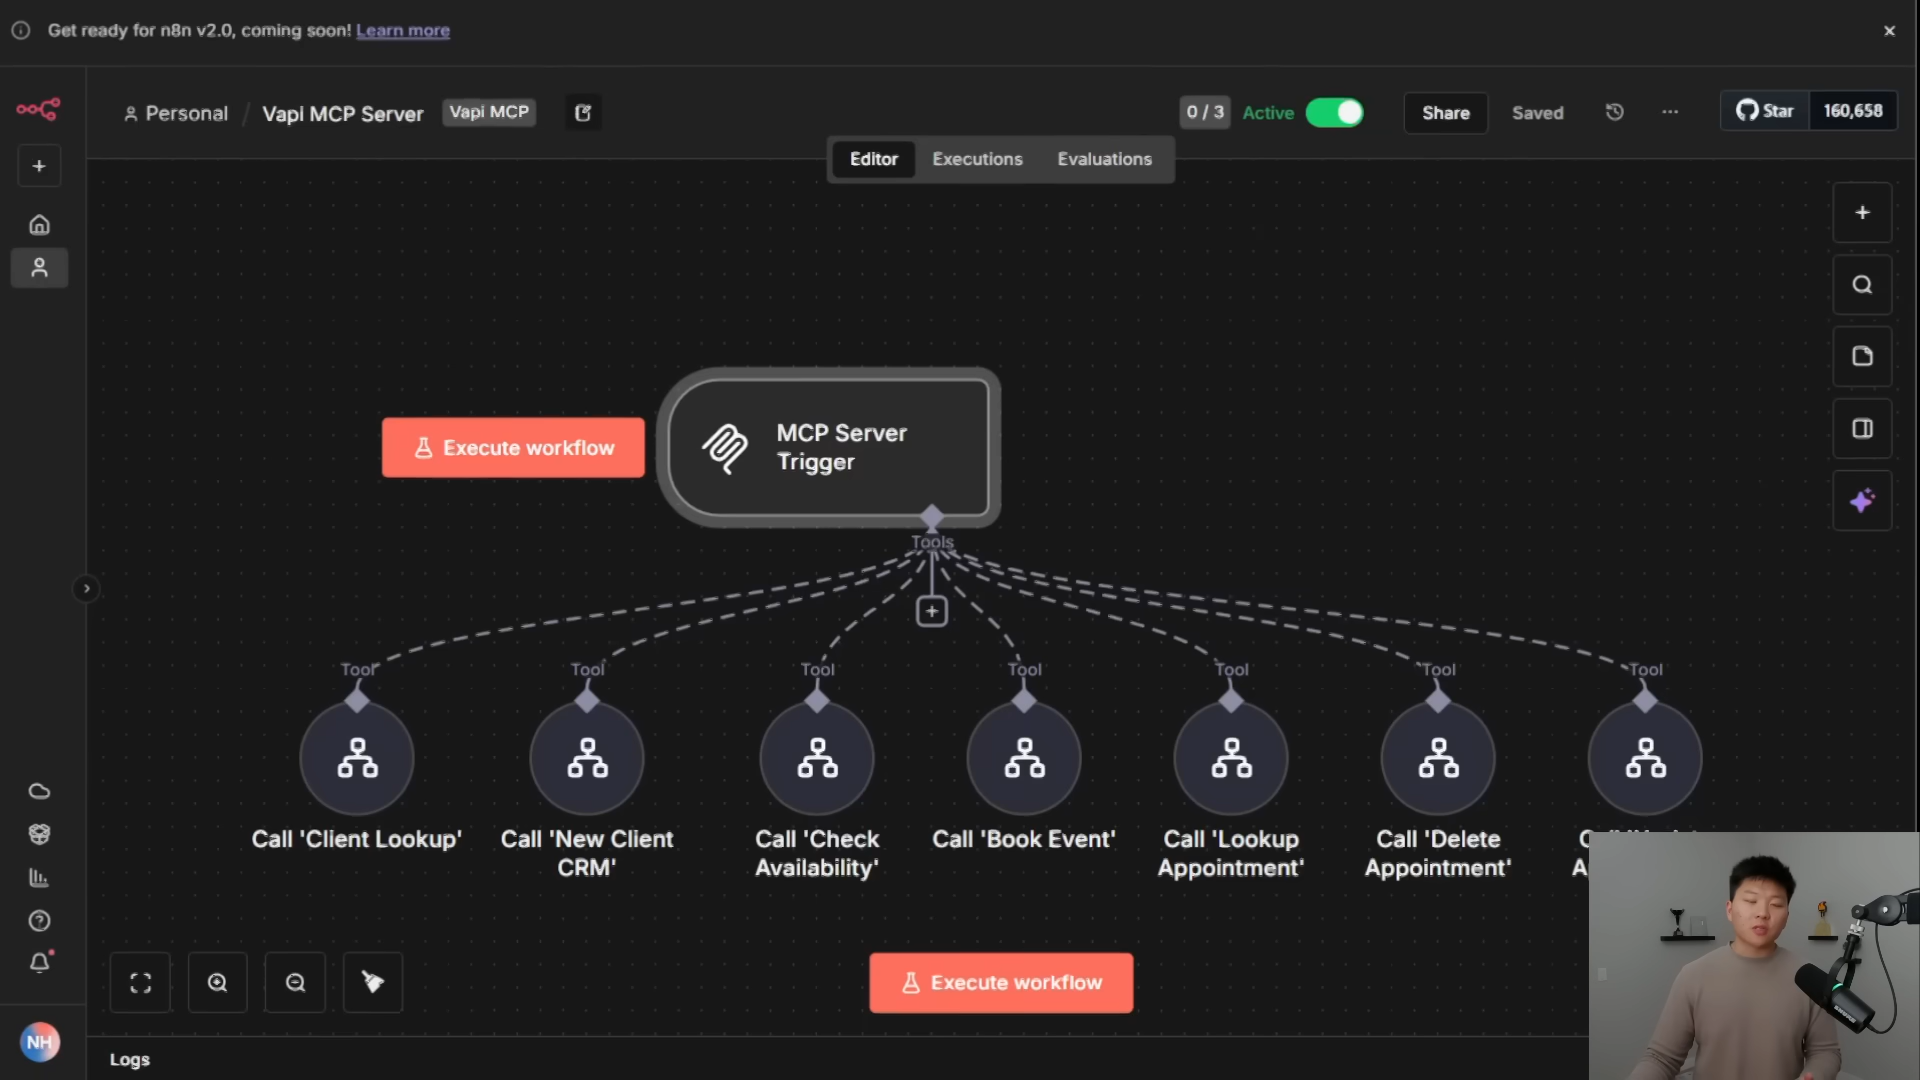 Get ready for n8n v2.0, coming soon! Learn more
Personal / Vapi MCP Server Vapi MCP
0 / 3 Active Share Saved Star 160,658
Editor Executions Evaluations
Execute workflow
MCP Server
Trigger
Tools
Tool Tool Tool Tool Tool Tool Tool
Call 'Client Lookup'
Call 'New Client
CRM'
Call 'Check
Availability'
Call 'Book Event'
Call 'Lookup
Appointment'
Call 'Delete
Appointment'
Execute workflow
NH
Logs